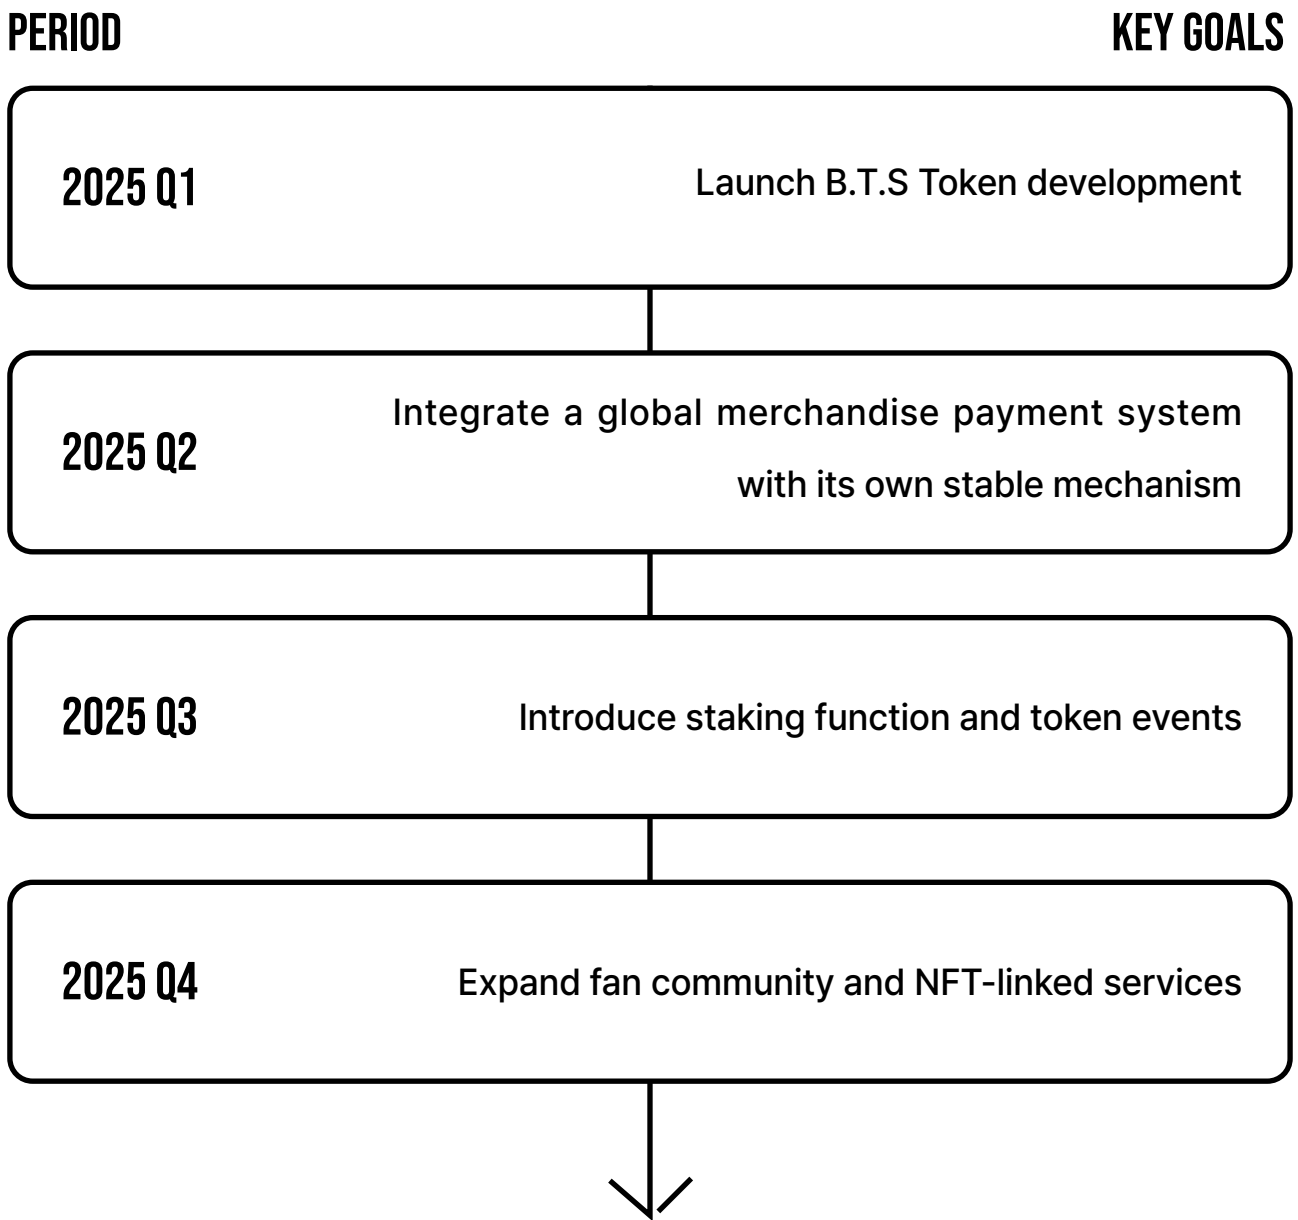 PERIOD
KEY GOALS
2025 Q1
Launch B.T.S Token development
2025 Q2
Integrate a global merchandise payment system
with its own stable mechanism
2025 Q3
Introduce staking function and token events
2025 Q4
Expand fan community and NFT-linked services